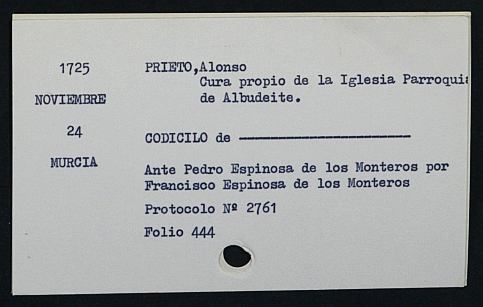 1725
NOVIEMBRE
24
MURCIA
PRIETO,Alonso
Cura propio de la Iglesia Parroquia
de Albudeite.
CODICILO de ————————————————
Ante Pedro Espinosa de los Monteros por
Francisco Espinosa de los Monteros
Protocolo Nº 2761
Folio 444